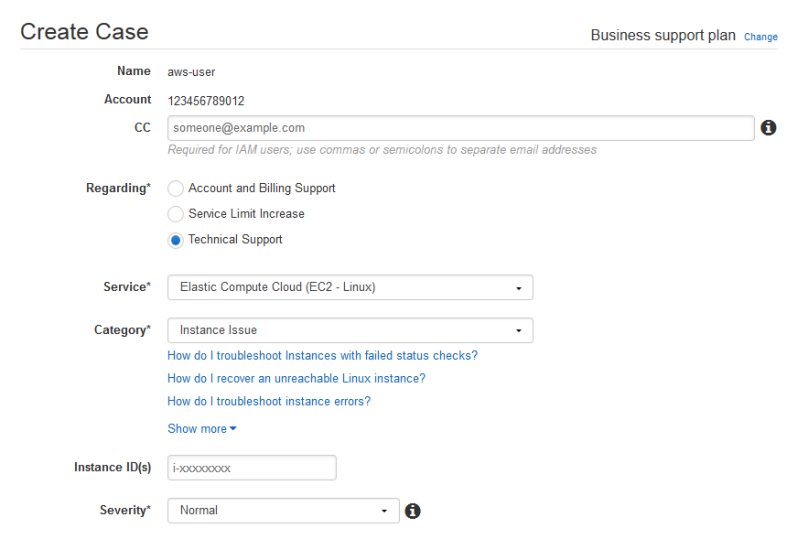 Create Case
Business support plan Change
Name aws-user
Account 123456789012
CC someone@example.com
Required for IAM users; use commas or semicolons to separate email addresses
Regarding* Account and Billing Support
Service Limit Increase
Technical Support
Service* Elastic Compute Cloud (EC2 - Linux)
Category* Instance Issue
How do I troubleshoot Instances with failed status checks?
How do I recover an unreachable Linux instance?
How do I troubleshoot instance errors?
Show more
Instance ID(s) i-xxxxxxxx
Severity* Normal